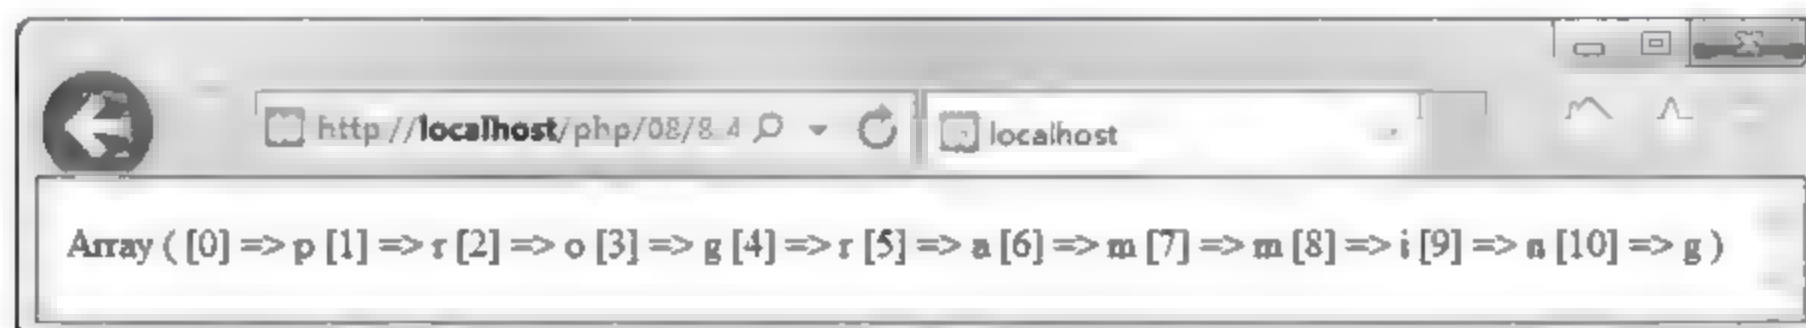 http://localhost/php/08/8.4
localhost
Array ( [0] => p [1] => r [2] => o [3] => g [4] => r [5] => a [6] => m [7] => m [8] => i [9] => n [10] => g )